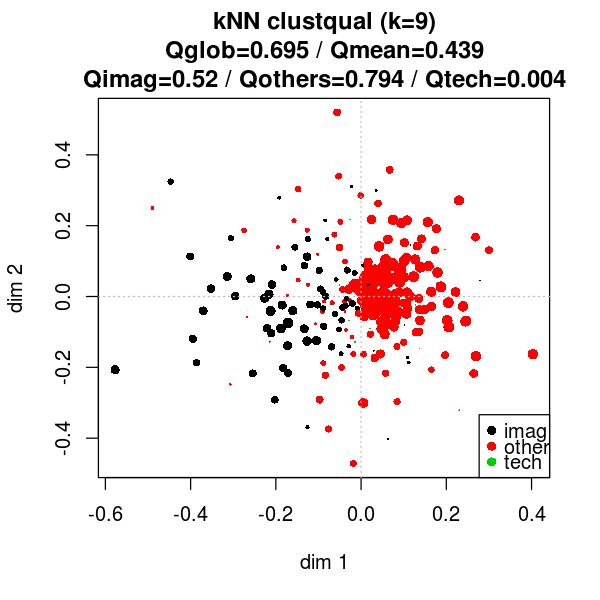 kNN clustqual (k=9)
Qglob=0.695 / Qmean=0.439
Qimag=0.52 / Qothers=0.794 / Qtech=0.004
0.4
0.2
0.0
-0.2
-0.4
dim 2
imag
other
tech
-0.6
-0.4
-0.2
0.0
0.2
0.4
dim 1